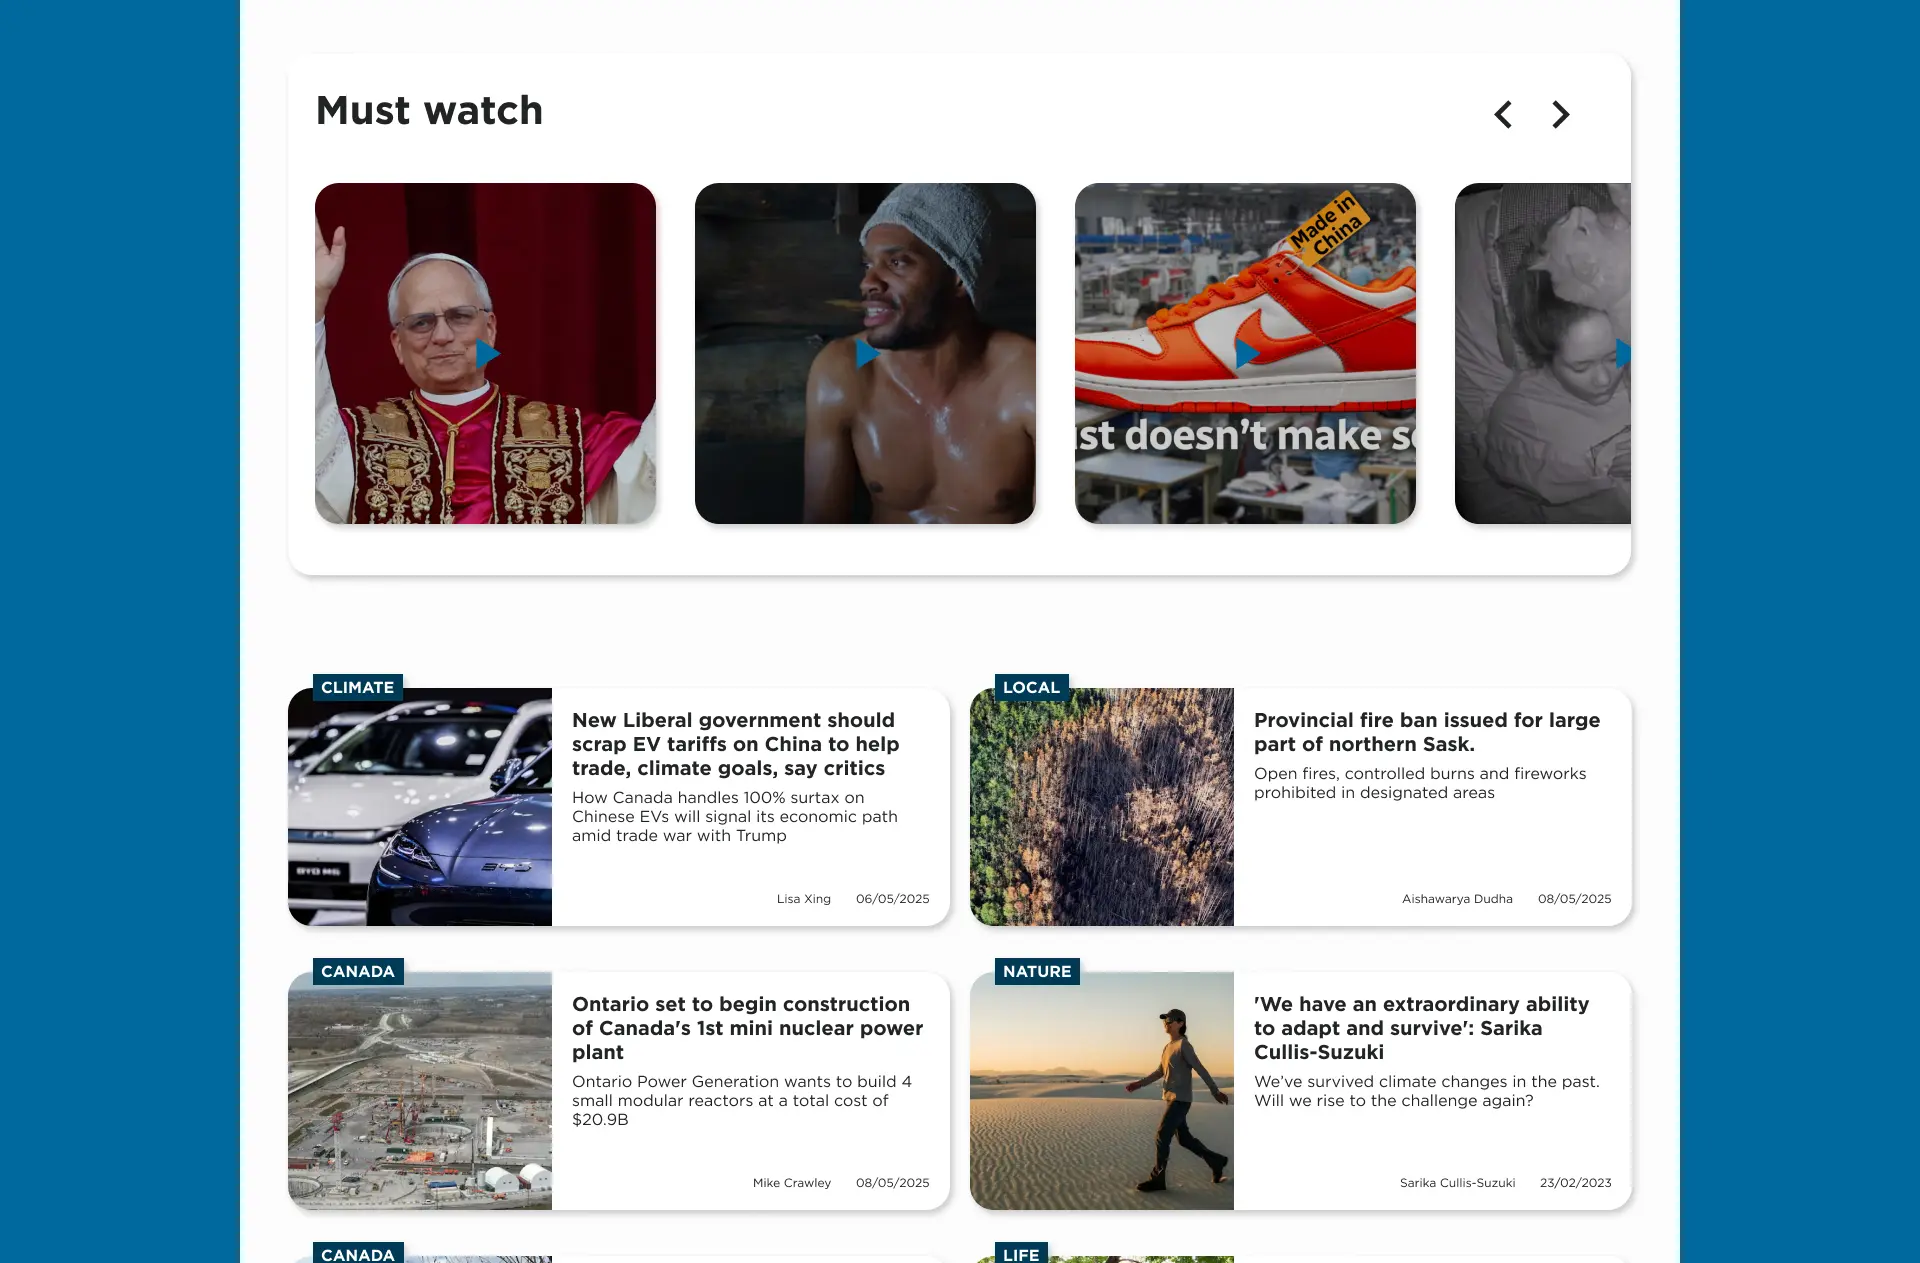 Must watch
Made in
China
st doesn't make s
CLIMATE
New Liberal government should
scrap EV tariffs on China to help
trade, climate goals, say critics
How Canada handles 100% surtax on
Chinese EVs will signal its economic path
amid trade war with Trump
Lisa Xing 06/05/2025
LOCAL
Provincial fire ban issued for large
part of northern Sask.
Open fires, controlled burns and fireworks
prohibited in designated areas
Aishawarya Dudha 08/05/2025
CANADA
Ontario set to begin construction
of Canada's 1st mini nuclear power
plant
Ontario Power Generation wants to build 4
small modular reactors at a total cost of
$20.9B
Mike Crawley 08/05/2025
NATURE
'We have an extraordinary ability
to adapt and survive': Sarika
Cullis-Suzuki
We’ve survived climate changes in the past.
Will we rise to the challenge again?
Sarika Cullis-Suzuki 23/02/2023
CANADA
LIFE